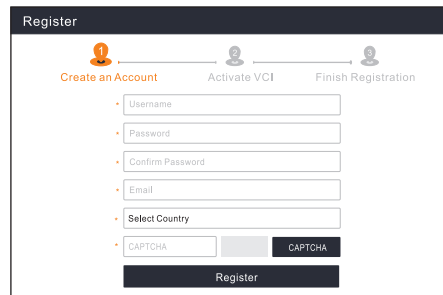 Register
1 2 3
Create an Account Activate VCI Finish Registration
* Username
* Password
* Confirm Password
* Email
* Select Country
* CAPTCHA CAPTCHA
Register